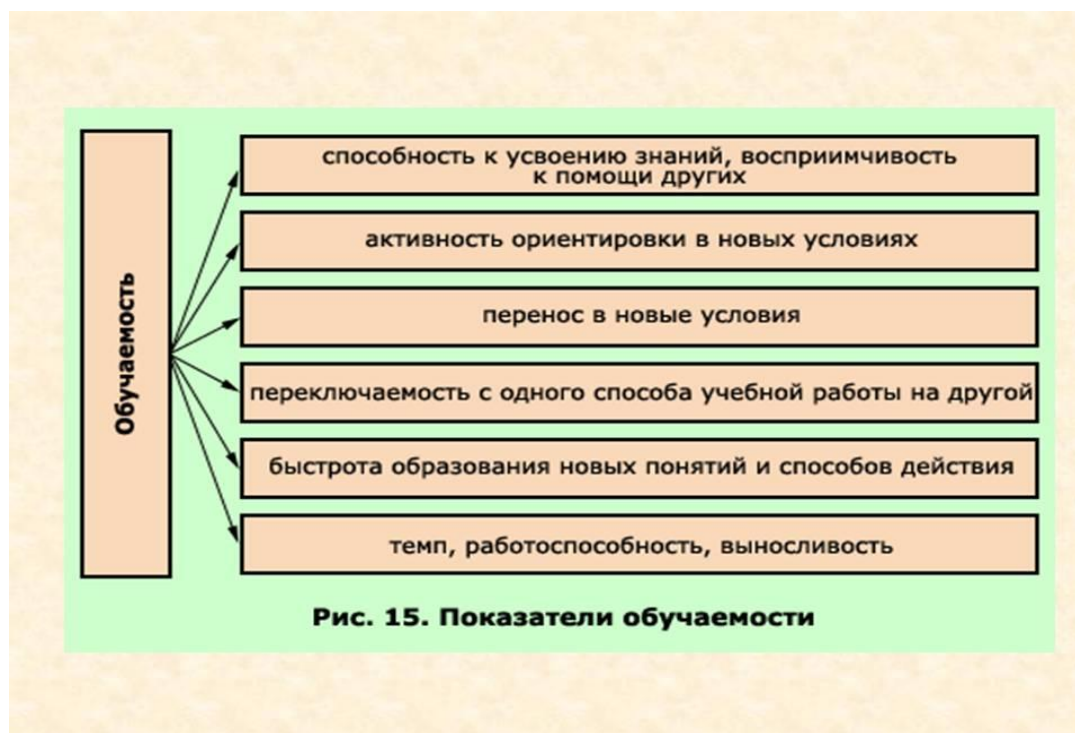 Обучаемость
способность к усвоению знаний, восприимчивость
к помощи других
активность ориентировки в новых условиях
перенос в новые условия
переключаемость с одного способа учебной работы на другой
быстрота образования новых понятий и способов действия
темп, работоспособность, выносливость
Рис. 15. Показатели обучаемости